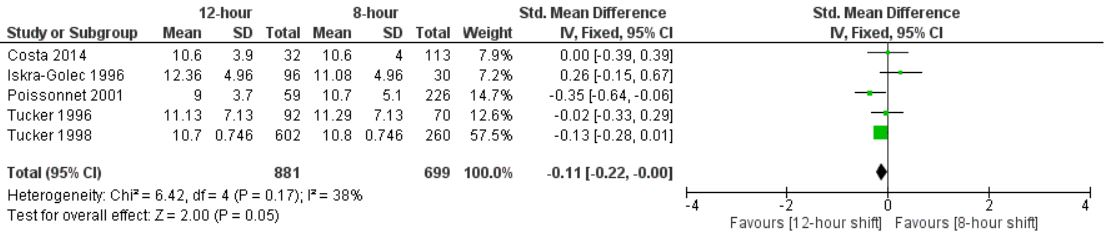 12-hour 8-hour Std. Mean Difference Std. Mean Difference
Study or Subgroup Mean SD Total Mean SD Total Weight IV, Fixed, 95% CI IV, Fixed, 95% CI
Costa 2014 10.6 3.9 32 10.6 4 113 7.9% 0.00 [-0.39, 0.39]
Iskra-Golec 1996 12.36 4.96 96 11.08 4.96 30 7.2% 0.26 [-0.15, 0.67]
Poissonnet 2001 9 3.7 59 10.7 5.1 226 14.7% -0.35 [-0.64, -0.06]
Tucker 1996 11.13 7.13 92 11.29 7.13 70 12.7% -0.02 [-0.33, 0.29]
Tucker 1998 10.7 0.746 602 10.8 0.746 260 57.5% -0.13 [-0.28, 0.01]
Total (95% CI) 881 699 100.0% -0.11 [-0.22, -0.00]
Heterogeneity: Chi² = 6.42, df = 4 (P = 0.17); I² = 38%
Test for overall effect: Z = 2.00 (P = 0.05)
-4 -2 0 2 4
Favours [12-hour shift] Favours [8-hour shift]